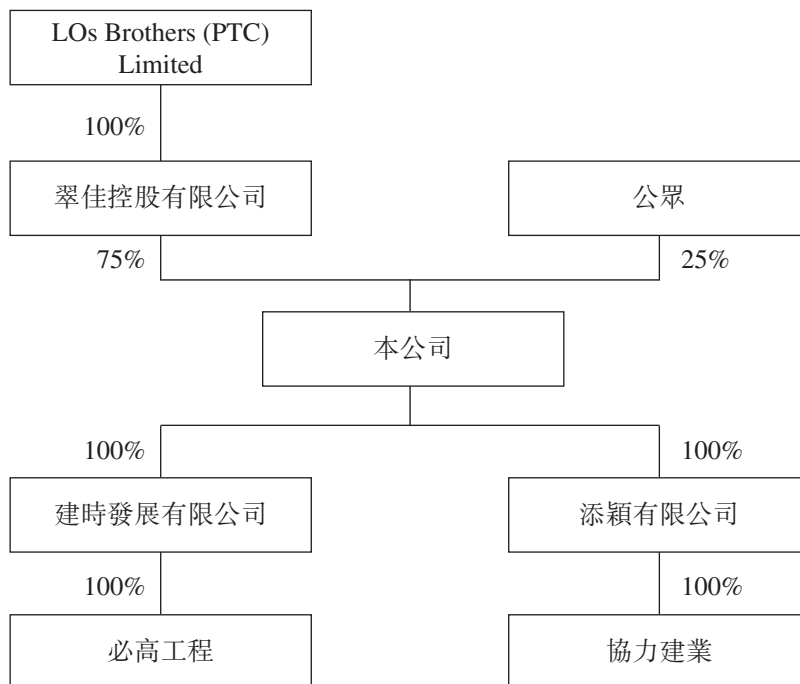 LOs Brothers (PTC)
Limited
100%
翠佳控股有限公司
公眾
75%
25%
本公司
100%
100%
建時發展有限公司
添穎有限公司
100%
100%
必高工程
協力建業